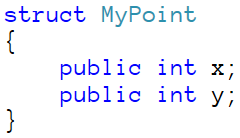 struct MyPoint
{
    public int x;
    public int y;
}